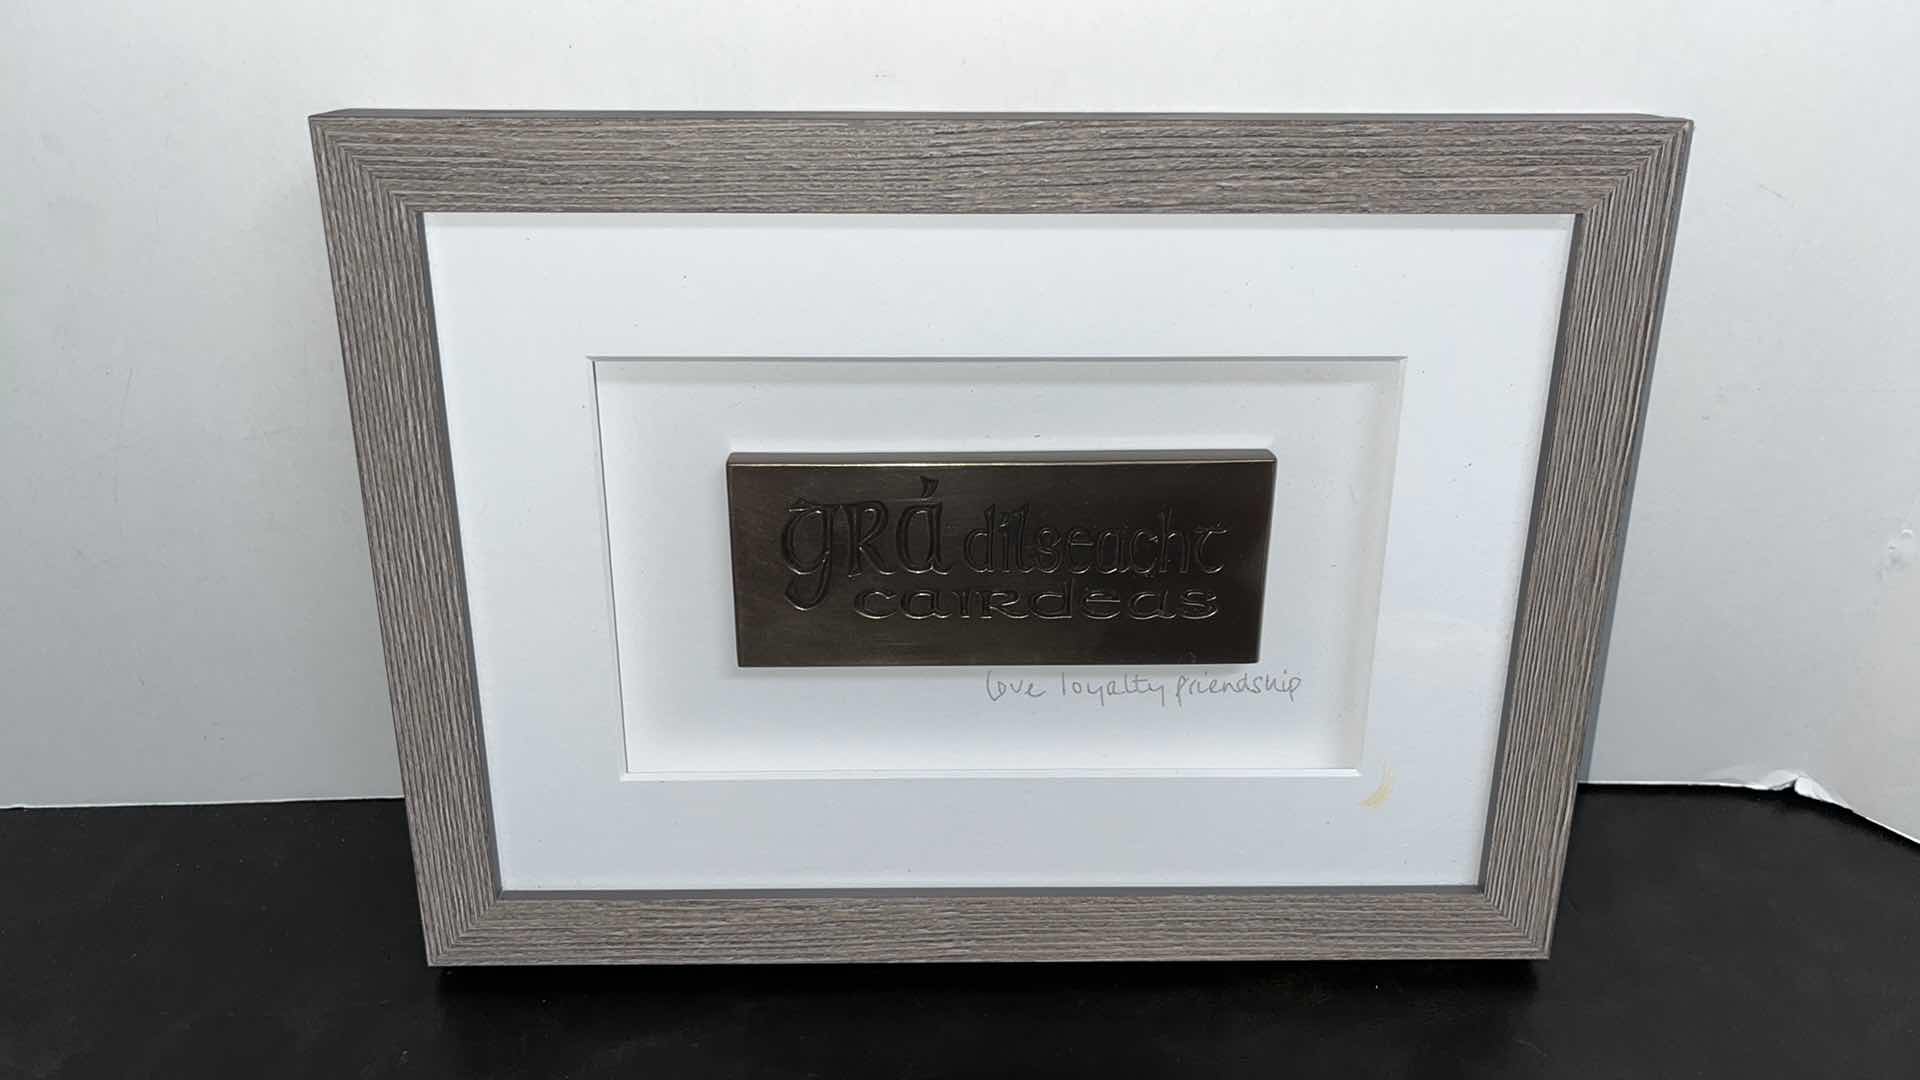 grá dílseacht
cairdeas
love loyalty friendship